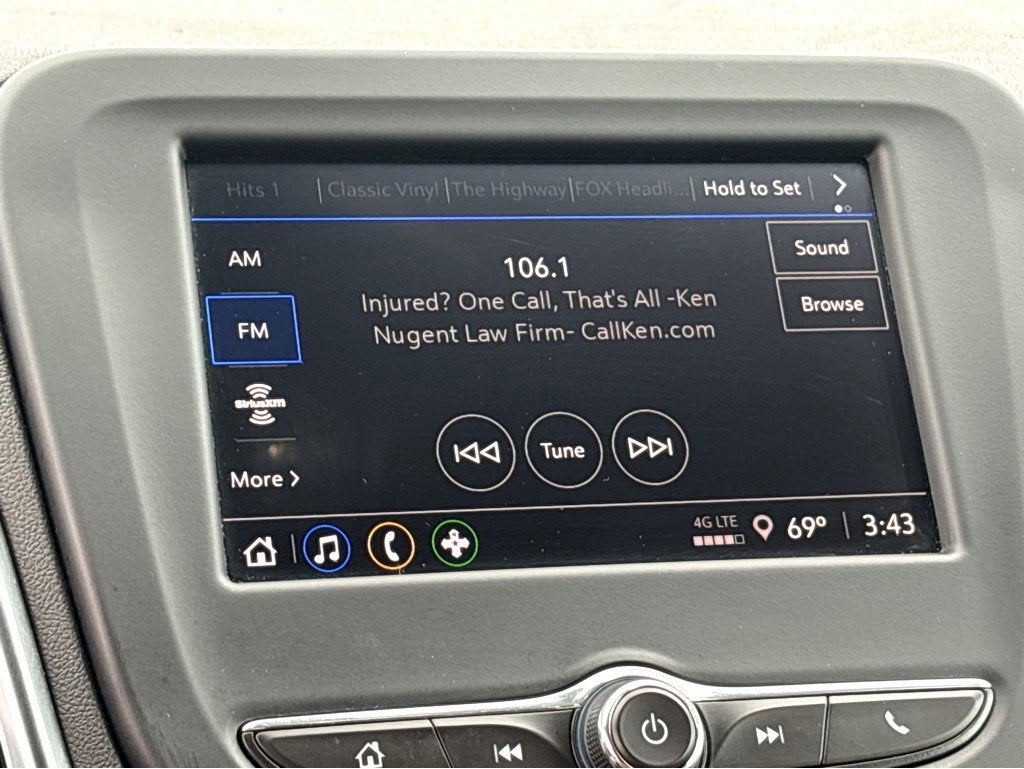 Hits 1 Classic Vinyl The Highway FOX Headli... Hold to Set
AM
Sound
106.1
Injured? One Call, That's All -Ken
Nugent Law Firm- CallKen.com
Browse
FM
SiriusXm
Tune
More
4G LTE
69° 3:43